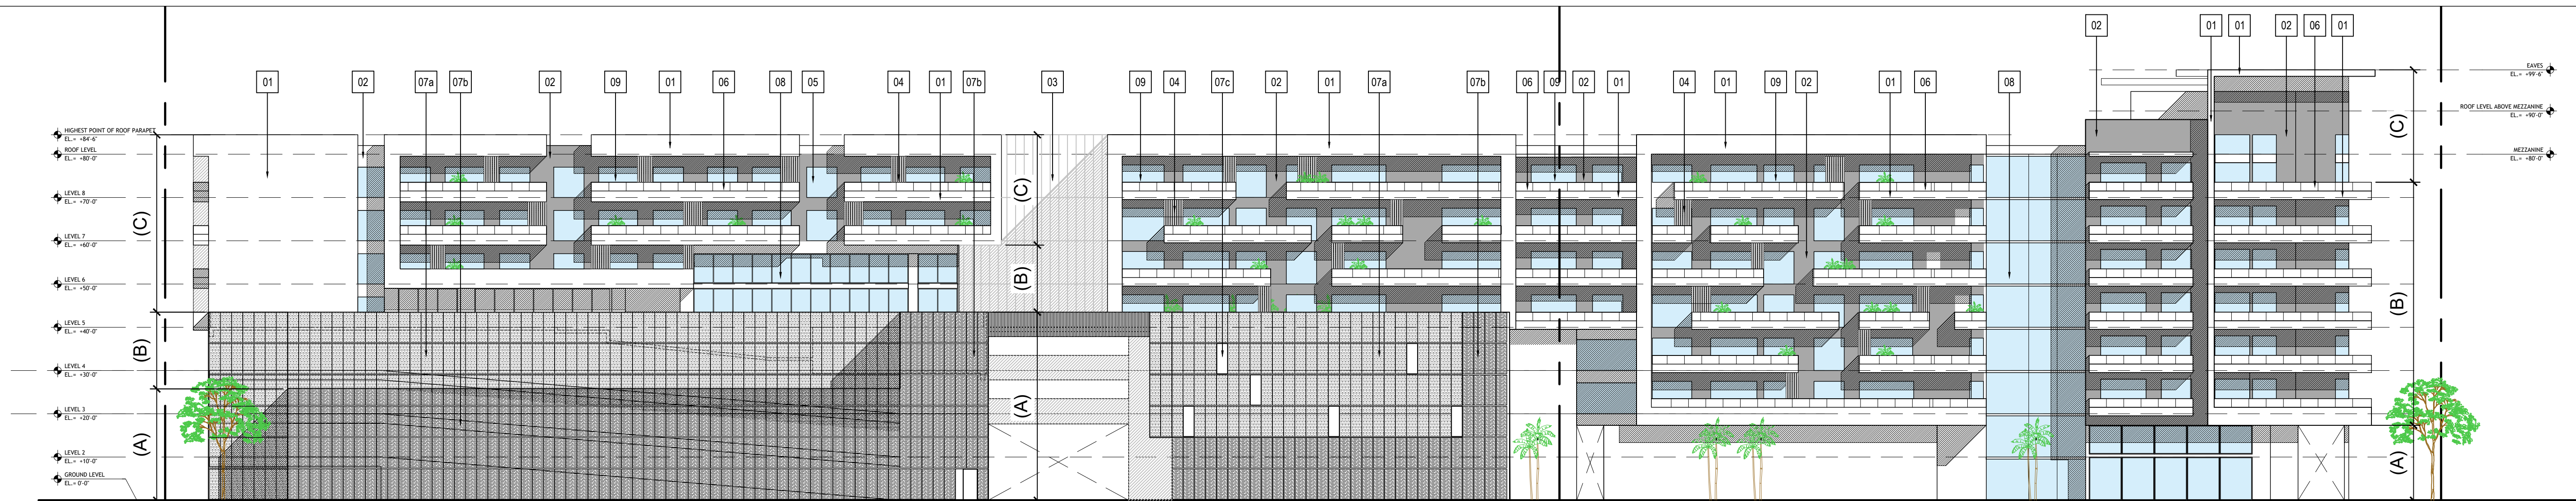 02 01 01 02 06 01
01 02 07a 07b 02 09 01 06 08 05 04 01 07b 03 09 04 07c 02 01 07a 07b 06 09 02 01 04 01 09 02 01 06 08
EAVES
EL.= +99'-6"
ROOF LEVEL ABOVE MEZZANINE
EL.= +90'-0"
MEZZANINE
EL.= +80'-0"
HIGHEST POINT OF ROOF PARAPET
EL.= +84'-6"
ROOF LEVEL
EL.= +80'-0"
LEVEL 8
EL.= +70'-0"
LEVEL 7
EL.= +60'-0"
LEVEL 6
EL.= +50'-0"
LEVEL 5
EL.= +40'-0"
LEVEL 4
EL.= +30'-0"
LEVEL 3
EL.= +20'-0"
LEVEL 2
EL.= +10'-0"
GROUND LEVEL
EL.= 0'-0"
(C)
(B)
(A)
(C)
(B)
(A)
(C)
(B)
(A)